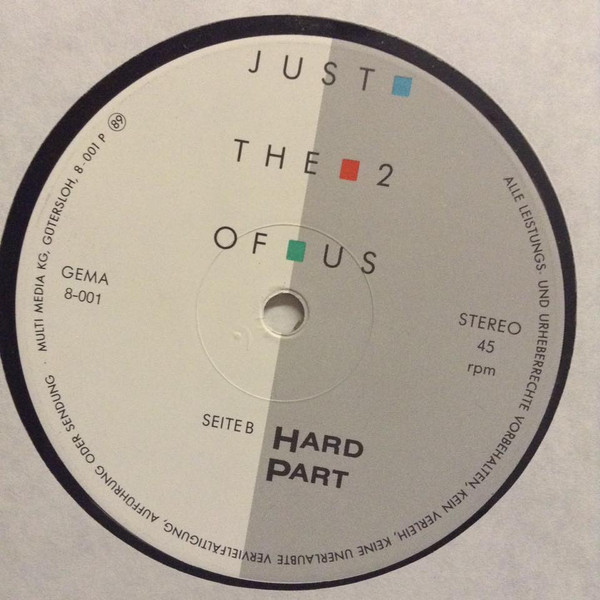 JUST
THE 2
OF US
GEMA
8-001
STEREO
45
rpm
SEITE B
HARD
PART
MULTI MEDIA KG, GÜTERSLOH, 8-001 P 89
ALLE LEISTUNGS- UND URHEBERRECHTE VORBEHALTEN, KEIN VERLEIH, KEINE UNERLAUBTE VERVIELFÄLTIGUNG, AUFFÜHRUNG ODER SENDUNG